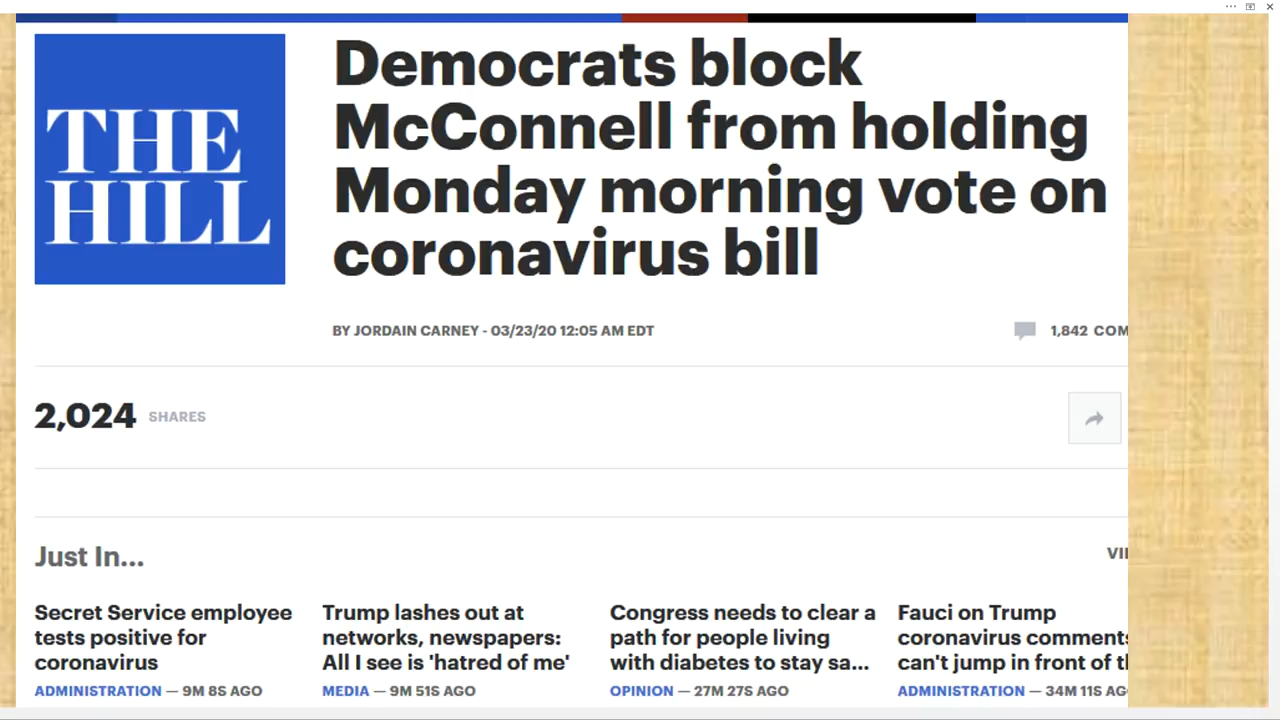 THE
HILL
Democrats block
McConnell from holding
Monday morning vote on
coronavirus bill
BY JORDAIN CARNEY - 03/23/20 12:05 AM EDT
1,842 COM
2,024 SHARES
Just In...
VI
Secret Service employee
tests positive for
coronavirus
ADMINISTRATION — 9M 8S AGO
Trump lashes out at
networks, newspapers:
All I see is 'hatred of me'
MEDIA — 9M 51S AGO
Congress needs to clear a
path for people living
with diabetes to stay sa...
OPINION — 27M 27S AGO
Fauci on Trump
coronavirus comments
can't jump in front of t
ADMINISTRATION — 34M 11S AG